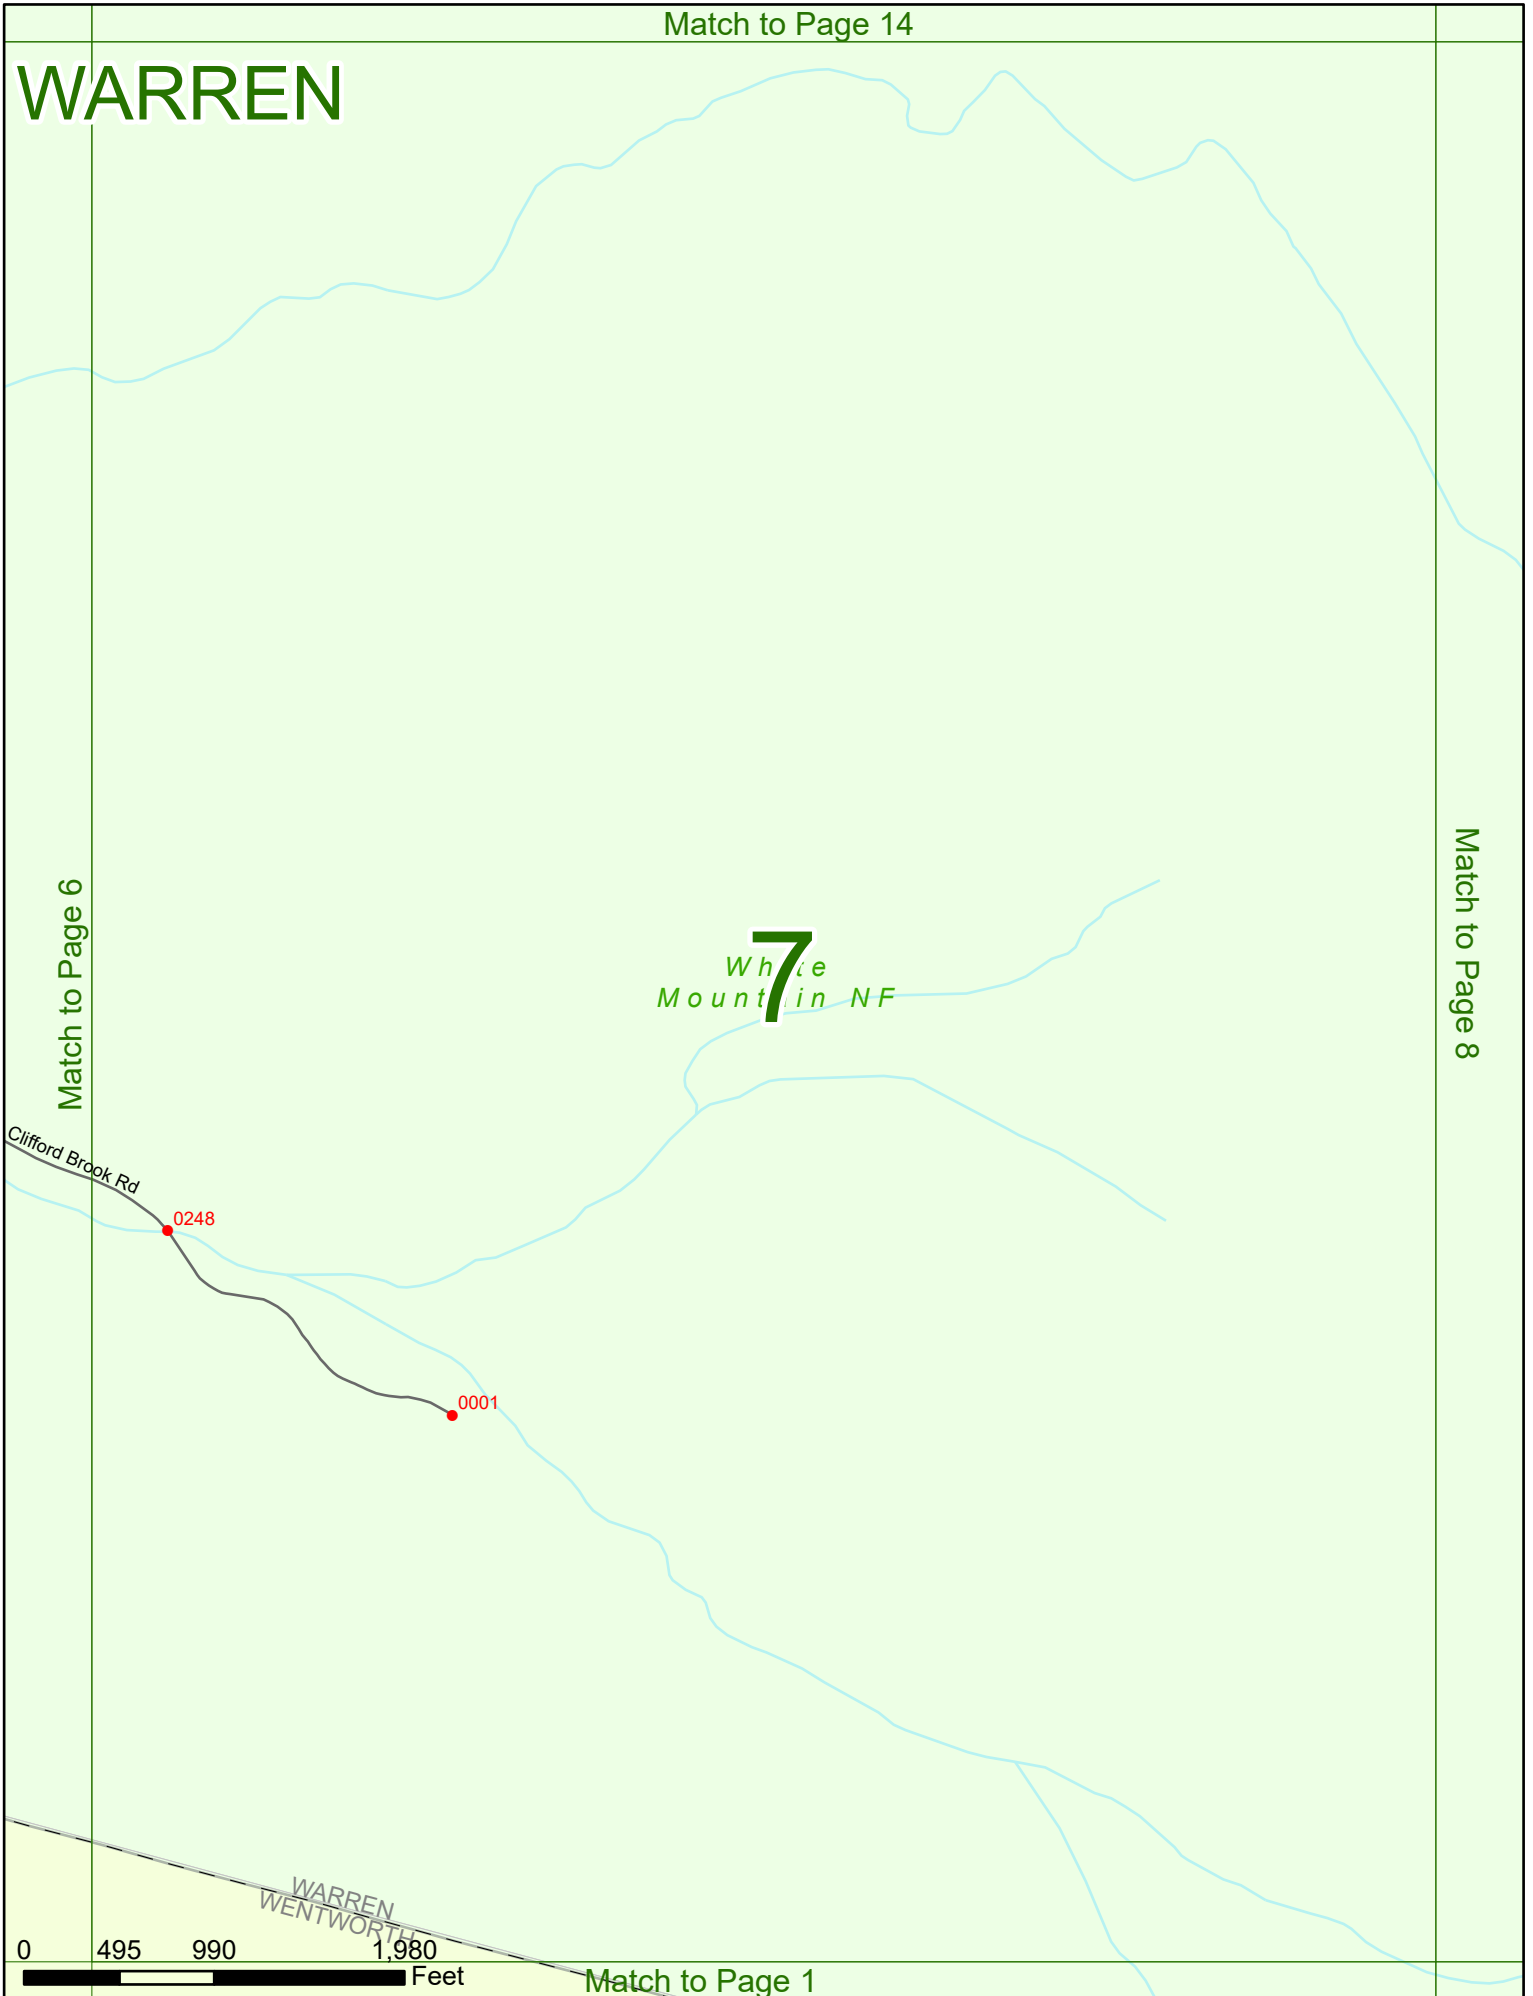 Match to Page 14
WARREN
Match to Page 6
Match to Page 8
7
Mountain NF
Clifford Brook Rd
0248
0001
WARREN
WENTWORTH
0 495 990 1,980
Feet
Match to Page 1